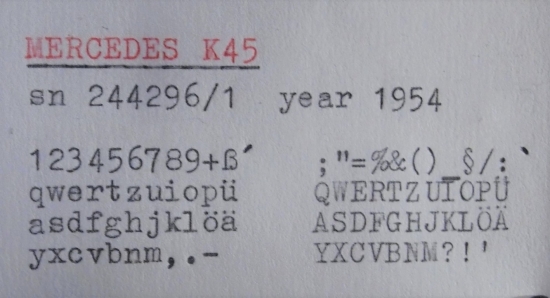 MERCEDES K45
sn 244296/1 year 1954
123456789+ß´ ;"=%&()_§/:`
qwertzuiopü QWERTZUIOPÜ
asdfghjklöä ASDFGHJKLÖÄ
yxcvbnm,.- YXCVBNM?!'